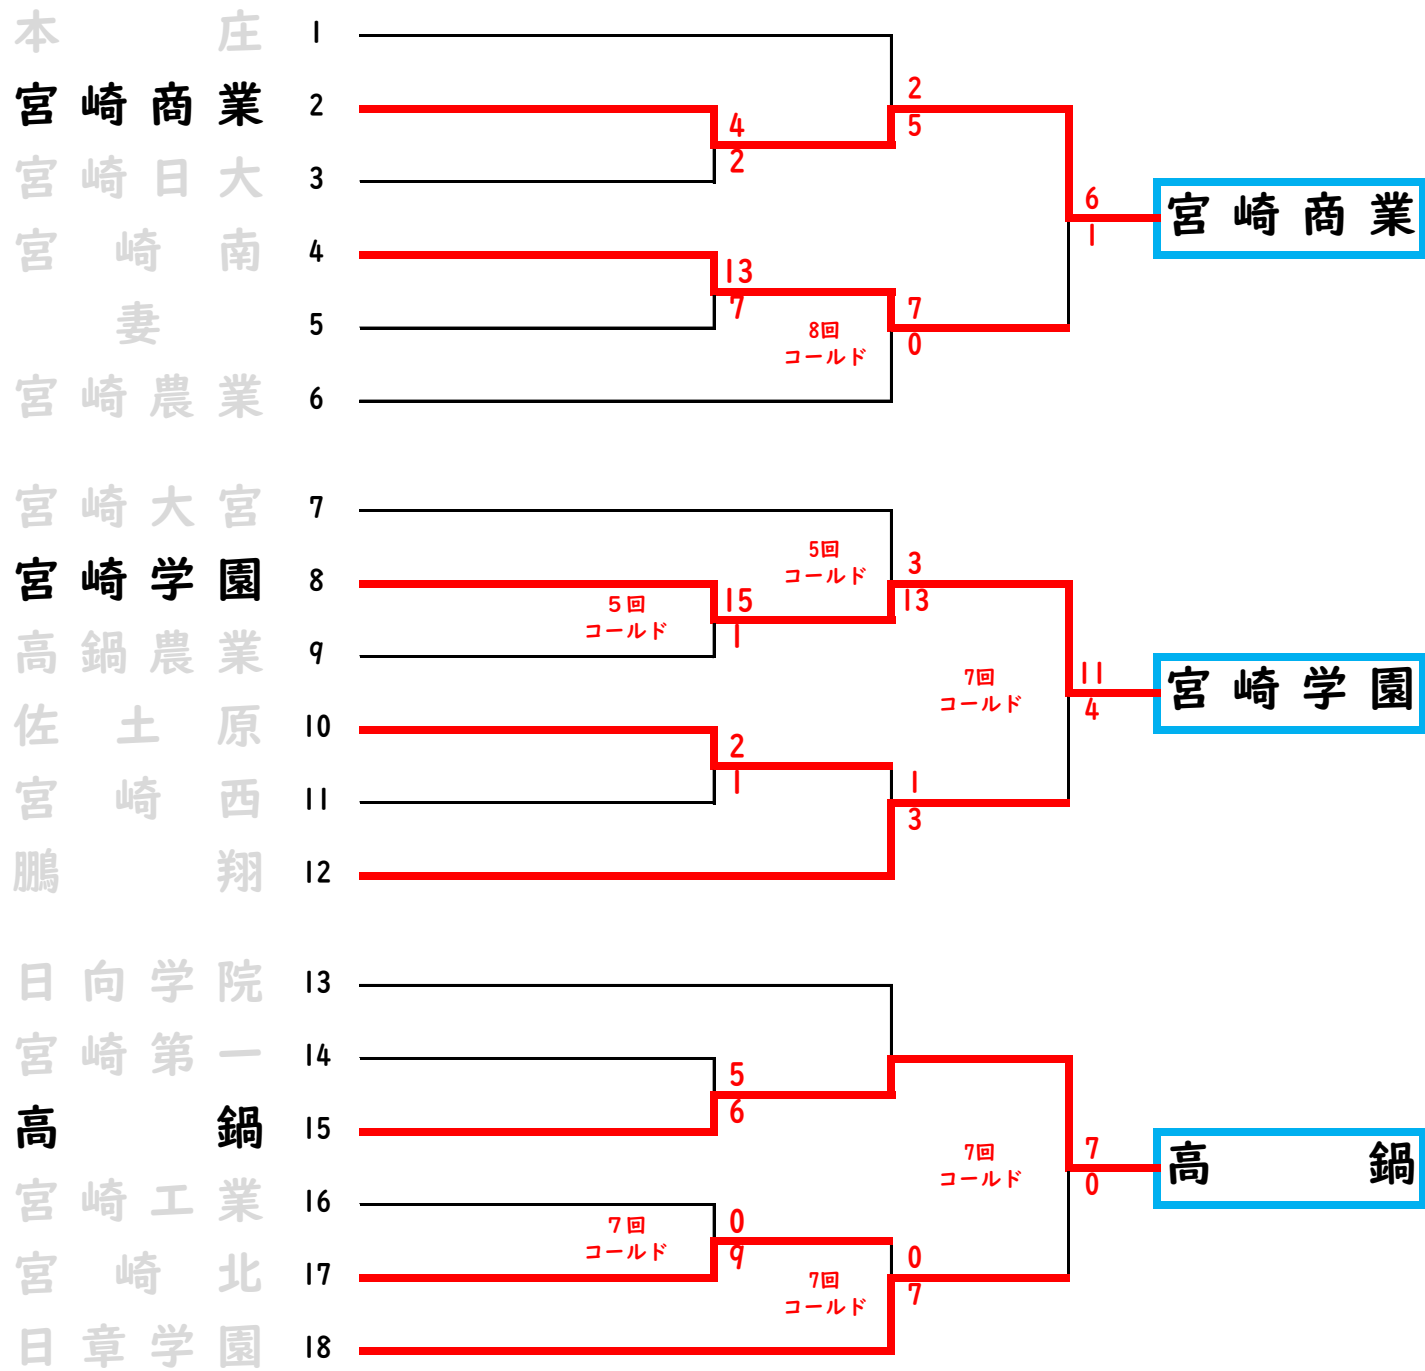 本庄 1
2
宮崎商業 2
4
5
宮崎日大 3
2
6 宮崎商業
1
宮崎南 4
13
7
妻 5
7
8回
コールド
0
宮崎農業 6
宮崎大宮 7
5回
コールド
3
宮崎学園 8
5回
コールド
15
13
高鍋農業 9
1
7回
コールド
11 宮崎学園
4
佐土原 10
2
1
宮崎西 11
1
3
鵬翔 12
日向学院 13
宮崎第一 14
5
高鍋 15
6
7回
コールド
7 高鍋
0
宮崎工業 16
7回
コールド
0
9
0
宮崎北 17
7回
コールド
7
日章学園 18